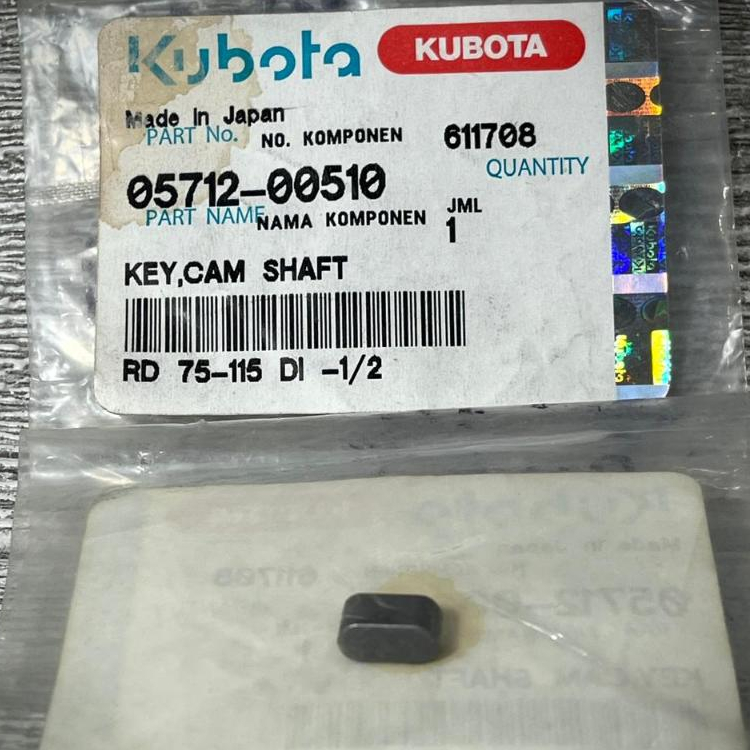 Kubota KUBOTA
Made in Japan
PART No. NO. KOMPONEN 611708
05712-00510 QUANTITY
PART NAME NAMA KOMPONEN JML
1
KEY,CAM SHAFT
RD 75-115 DI -1/2